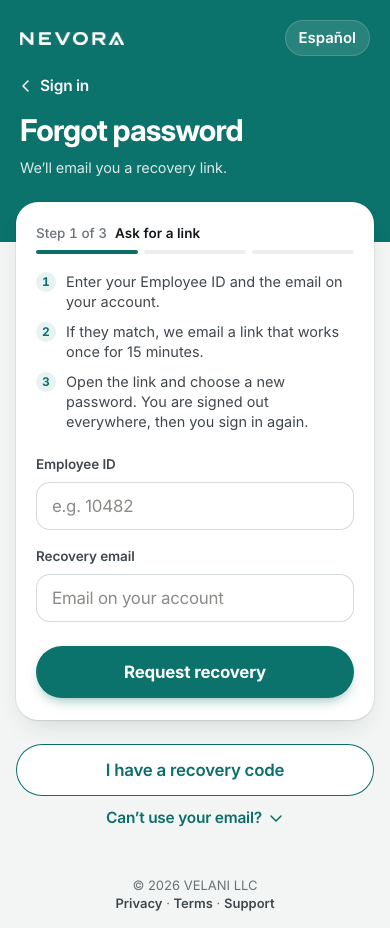 NEVORA
Español
Sign in
Forgot password
We’ll email you a recovery link.
Step 1 of 3 Ask for a link
1 Enter your Employee ID and the email on
your account.
2 If they match, we email a link that works
once for 15 minutes.
3 Open the link and choose a new
password. You are signed out
everywhere, then you sign in again.
Employee ID
e.g. 10482
Recovery email
Email on your account
Request recovery
I have a recovery code
Can’t use your email?
© 2026 VELANI LLC
Privacy · Terms · Support